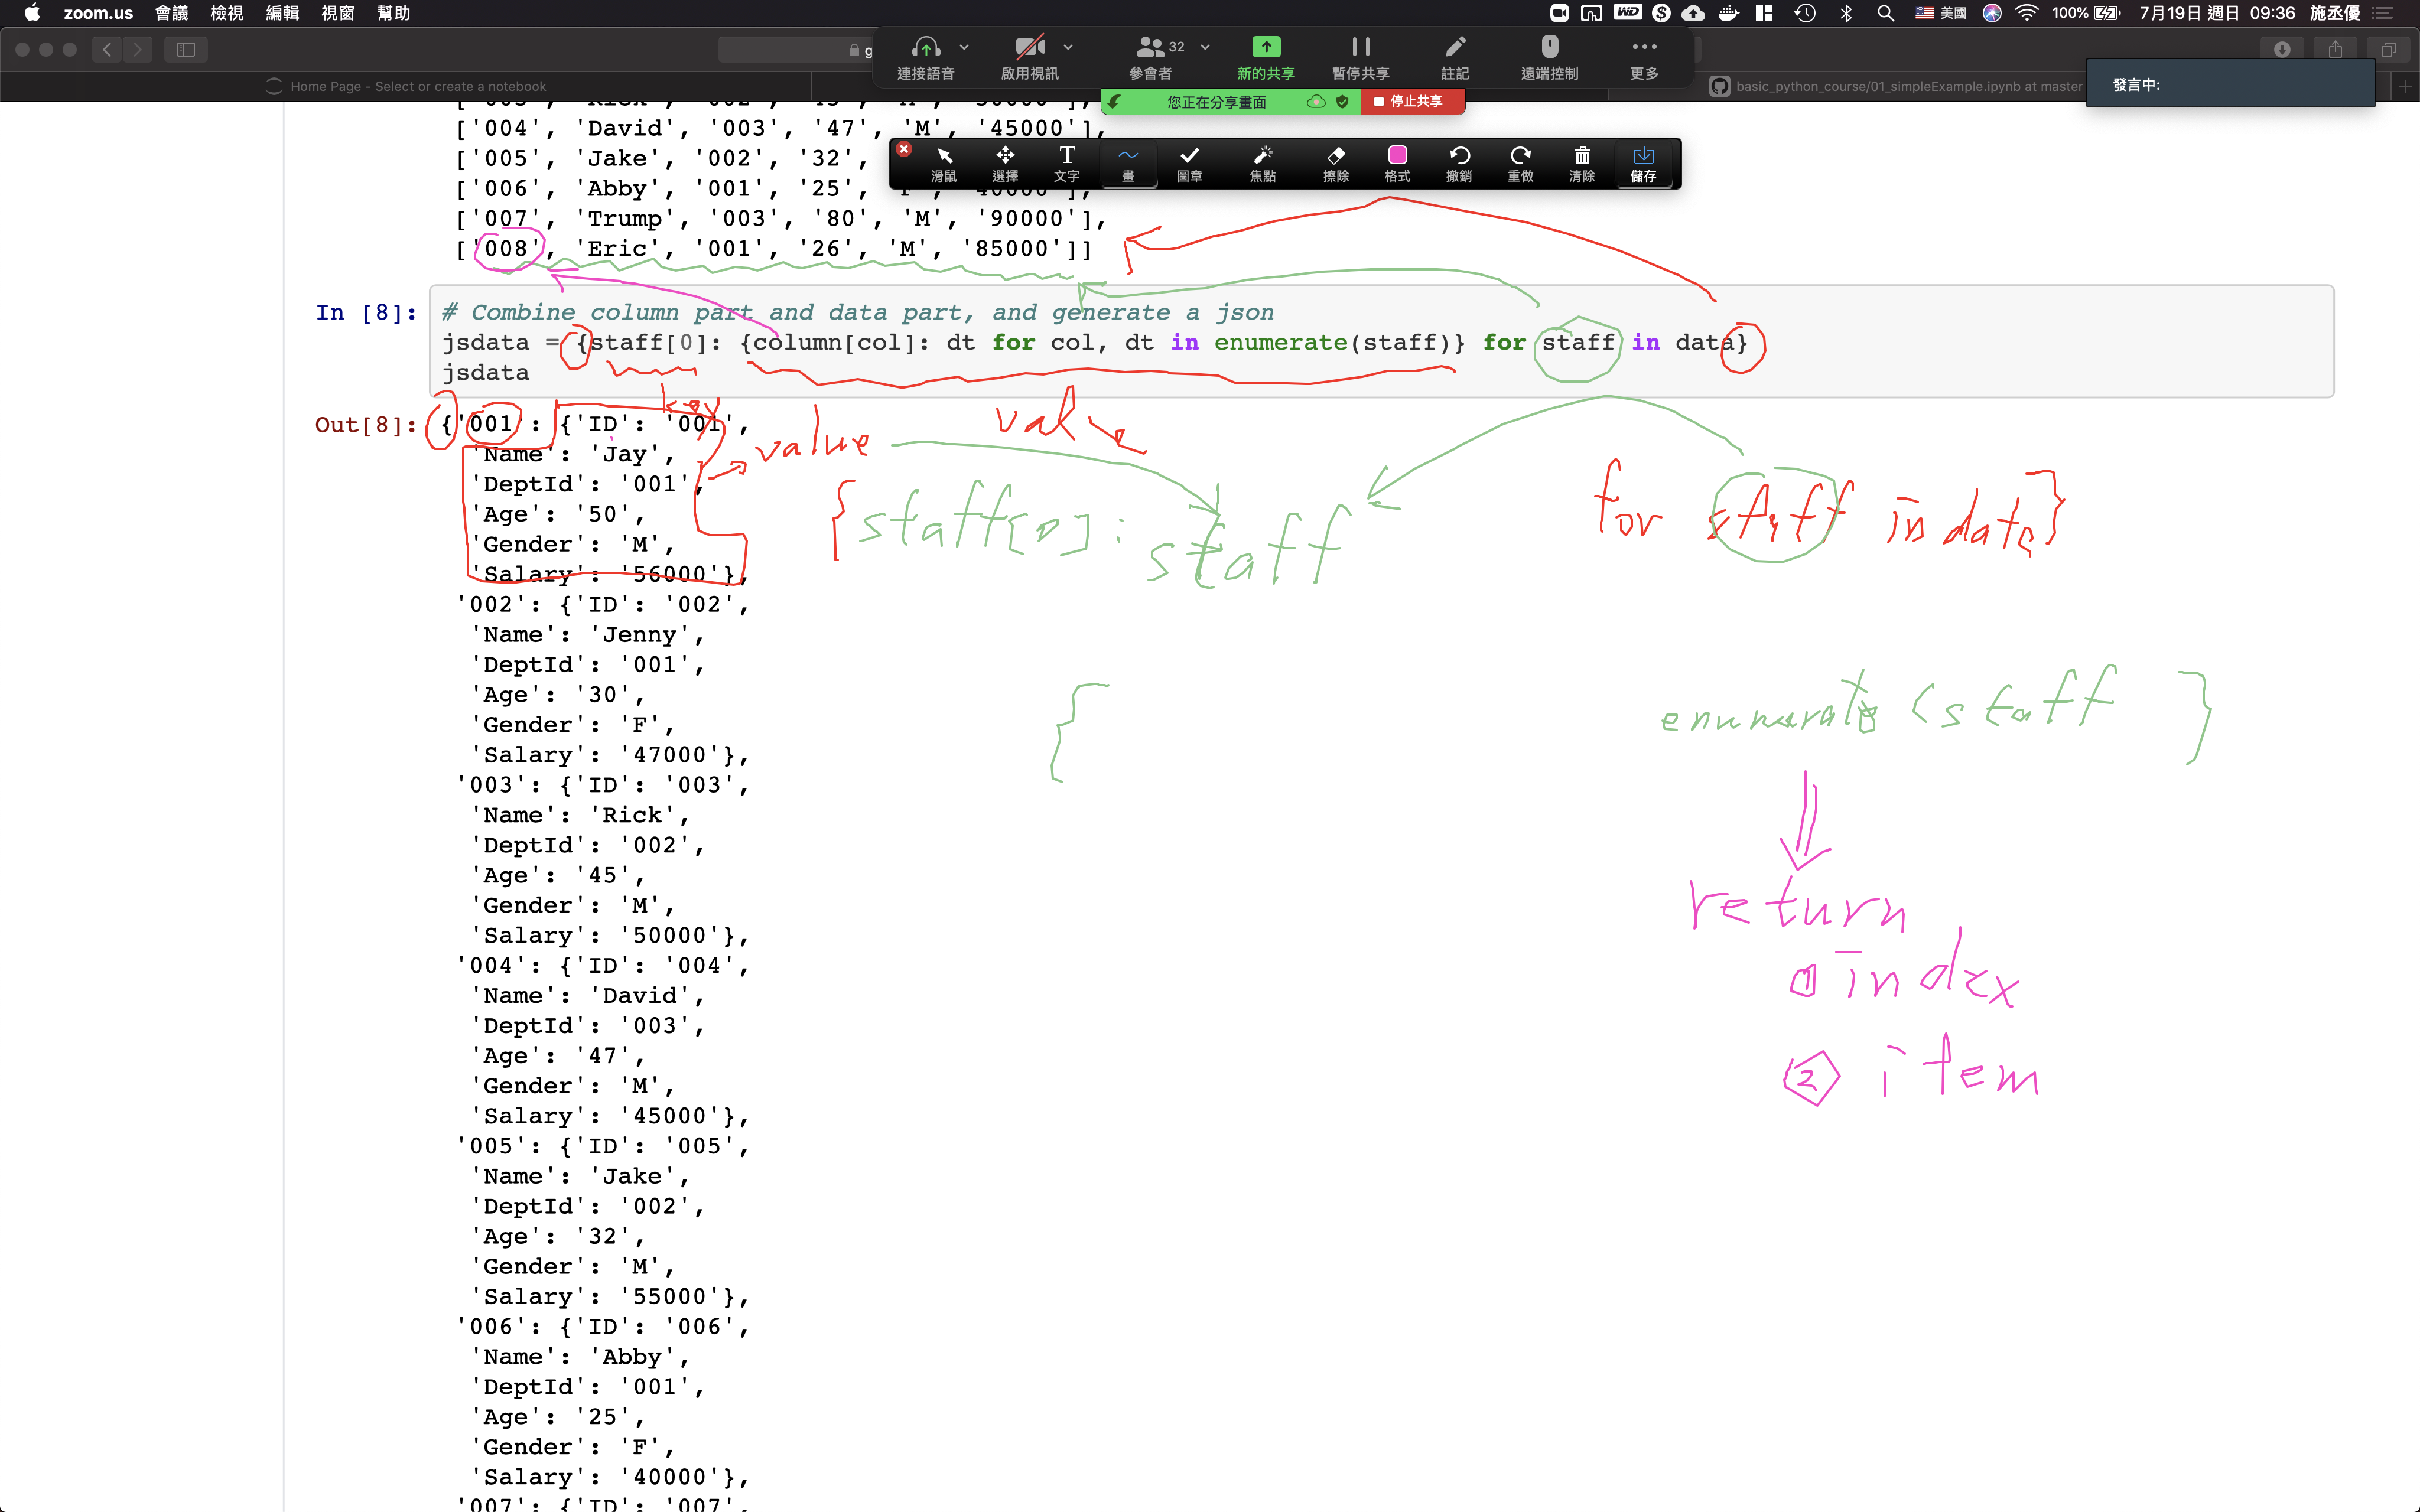 zoom.us 會議 檢視 編輯 視窗 幫助
美國 100% 7月19日 週日 09:36 施丞優
連接語音 啟用視訊 參會者 32 新的共享 暫停共享 註記 遠端控制 更多
Home Page - Select or create a notebook
basic_python_course/01_simpleExample.ipynb at master
發言中:
您正在分享畫面 停止共享
滑鼠 選擇 文字 畫 圖章 焦點 擦除 格式 撤銷 重做 清除 儲存
['004', 'David', '003', '47', 'M', '45000'],
['005', 'Jake', '002', '32',
['006', 'Abby', '001', '25', 'F', '40000'],
['007', 'Trump', '003', '80', 'M', '90000'],
['008', 'Eric', '001', '26', 'M', '85000']]
In [8]: # Combine column part and data part, and generate a json
jsdata = {staff[0]: {column[col]: dt for col, dt in enumerate(staff)} for staff in data}
jsdata
key
value
value
Out[8]: {'001': {'ID': '001',
'Name': 'Jay',
'DeptId': '001',
'Age': '50',
'Gender': 'M',
'Salary': '56000'},
'002': {'ID': '002',
'Name': 'Jenny',
'DeptId': '001',
'Age': '30',
'Gender': 'F',
'Salary': '47000'},
'003': {'ID': '003',
'Name': 'Rick',
'DeptId': '002',
'Age': '45',
'Gender': 'M',
'Salary': '50000'},
'004': {'ID': '004',
'Name': 'David',
'DeptId': '003',
'Age': '47',
'Gender': 'M',
'Salary': '45000'},
'005': {'ID': '005',
'Name': 'Jake',
'DeptId': '002',
'Age': '32',
'Gender': 'M',
'Salary': '55000'},
'006': {'ID': '006',
'Name': 'Abby',
'DeptId': '001',
'Age': '25',
'Gender': 'F',
'Salary': '40000'},
'007': {'ID': '007',
{staff[0]: staff for staff in data}
{ enumerate (staff }
return
① index
② item